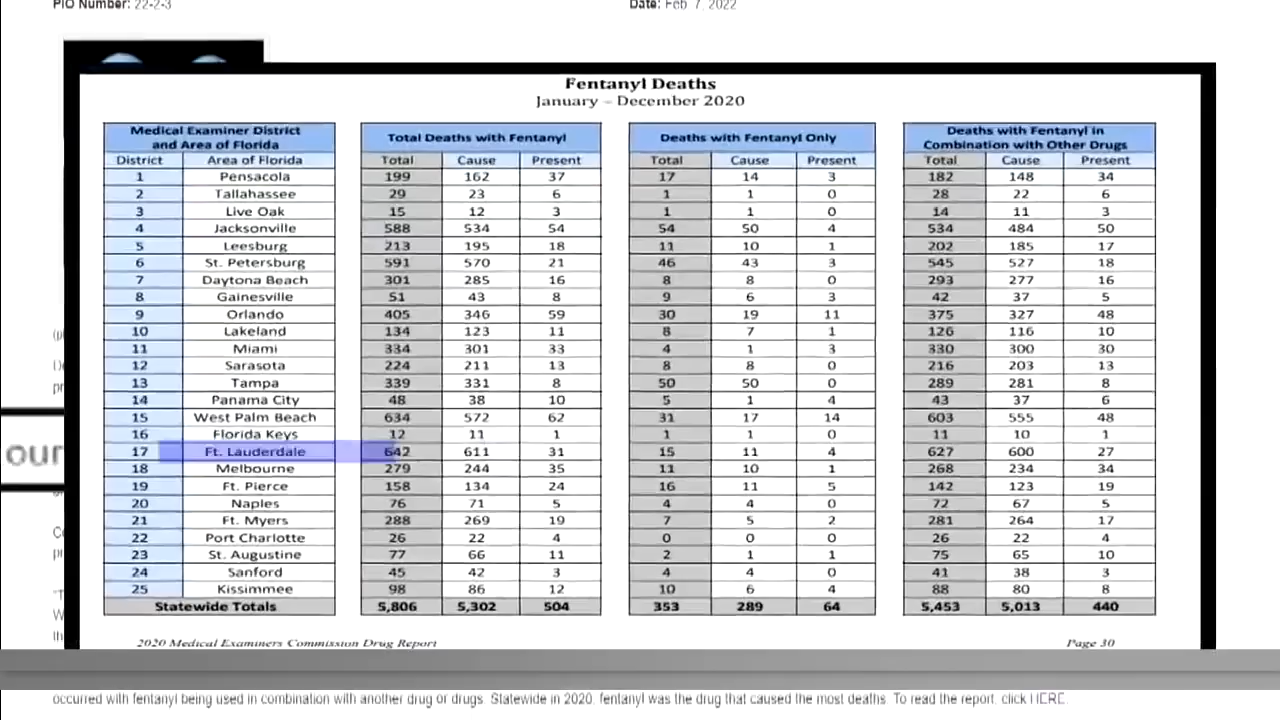 PIO Number: 22-2-3 Date: Feb 7, 2022
Fentanyl Deaths
January – December 2020
Medical Examiner District and Area of Florida Total Deaths with Fentanyl Deaths with Fentanyl Only Deaths with Fentanyl in Combination with Other Drugs
District Area of Florida Total Cause Present Total Cause Present Total Cause Present
1 Pensacola 199 162 37 17 14 3 182 148 34
2 Tallahassee 29 23 6 1 1 0 28 22 6
3 Live Oak 15 12 3 1 1 0 14 11 3
4 Jacksonville 588 534 54 54 50 4 534 484 50
5 Leesburg 213 195 18 11 10 1 202 185 17
6 St. Petersburg 591 570 21 46 43 3 545 527 18
7 Daytona Beach 301 285 16 8 8 0 293 277 16
8 Gainesville 51 43 8 9 6 3 42 37 5
9 Orlando 405 346 59 30 19 11 375 327 48
10 Lakeland 134 123 11 8 7 1 126 116 10
11 Miami 334 301 33 4 1 3 330 300 30
12 Sarasota 224 211 13 8 8 0 216 203 13
13 Tampa 339 331 8 50 50 0 289 281 8
14 Panama City 48 38 10 5 1 4 43 37 6
15 West Palm Beach 634 572 62 31 17 14 603 555 48
16 Florida Keys 12 11 1 1 1 0 11 10 1
17 Ft. Lauderdale 642 611 31 15 11 4 627 600 27
18 Melbourne 279 244 35 11 10 1 268 234 34
19 Ft. Pierce 158 134 24 16 11 5 142 123 19
20 Naples 76 71 5 4 4 0 72 67 5
21 Ft. Myers 288 269 19 7 5 2 281 264 17
22 Port Charlotte 26 22 4 0 0 0 26 22 4
23 St. Augustine 77 66 11 2 1 1 75 65 10
24 Sanford 45 42 3 4 4 0 41 38 3
25 Kissimmee 98 86 12 10 6 4 88 80 8
Statewide Totals 5,806 5,302 504 353 289 64 5,453 5,013 440
2020 Medical Examiners Commission Drug Report Page 30
our
occurred with fentanyl being used in combination with another drug or drugs. Statewide in 2020, fentanyl was the drug that caused the most deaths. To read the report, click HERE.